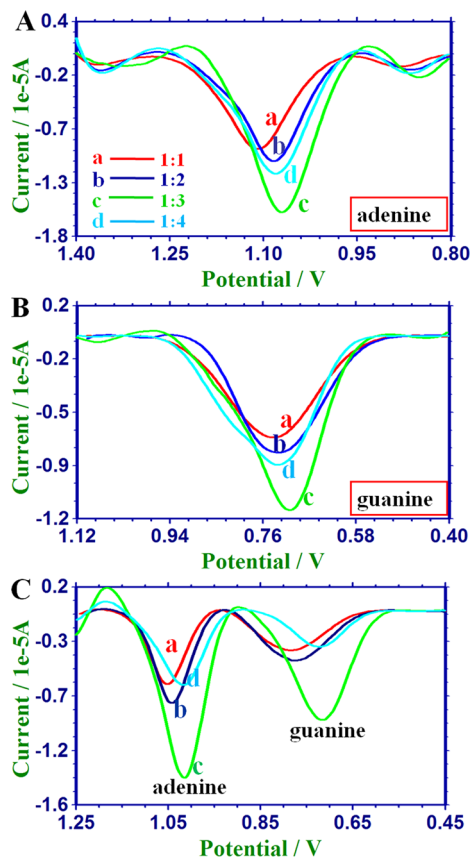 A
Current / 1e-5A
0.4
-0.2
-0.7
-1.3
-1.8
a
b
d
c
a 1:1
b 1:2
c 1:3
d 1:4
adenine
1.40 1.25 1.10 0.95 0.80
Potential / V
B
Current / 1e-5A
0.2
-0.2
-0.5
-0.9
-1.2
a
b
d
c
guanine
1.12 0.94 0.76 0.58 0.40
Potential / V
C
Current / 1e-5A
0.2
-0.3
-0.7
-1.2
-1.6
a
d
b
c
guanine
adenine
1.25 1.05 0.85 0.65 0.45
Potential / V